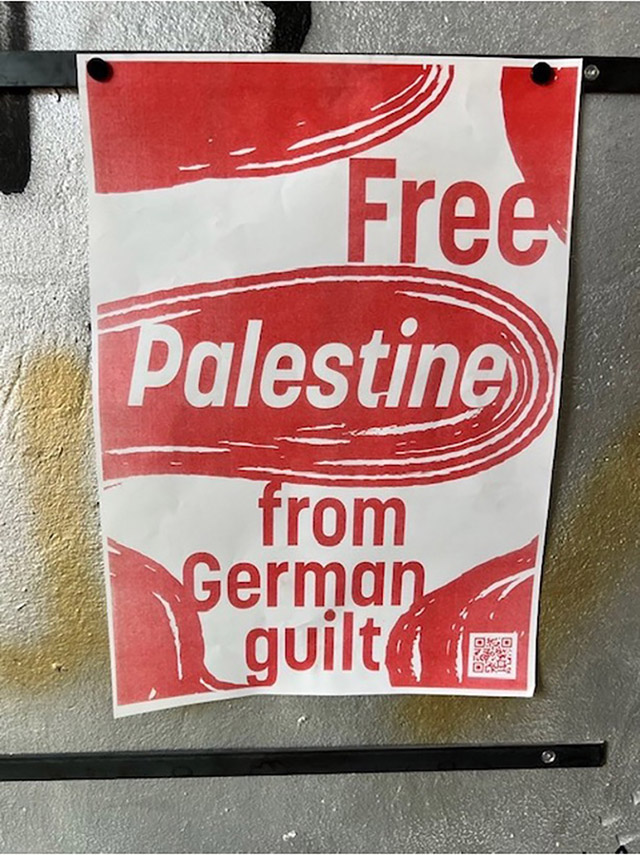 Free
Palestine
from
German
guilt